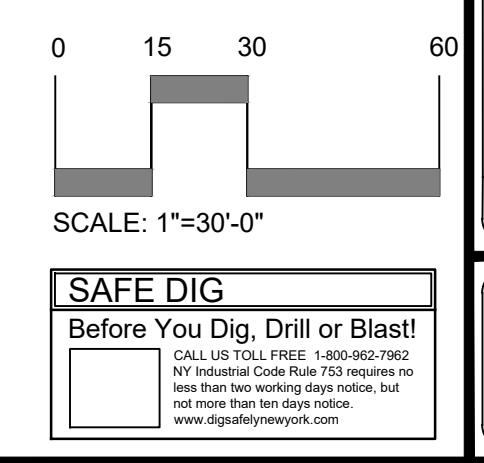 0 15 30 60
SCALE: 1"=30'-0"
SAFE DIG
Before You Dig, Drill or Blast!
CALL US TOLL FREE 1-800-962-7962
NY Industrial Code Rule 753 requires no
less than two working days notice, but
not more than ten days notice.
www.digsafelynewyork.com